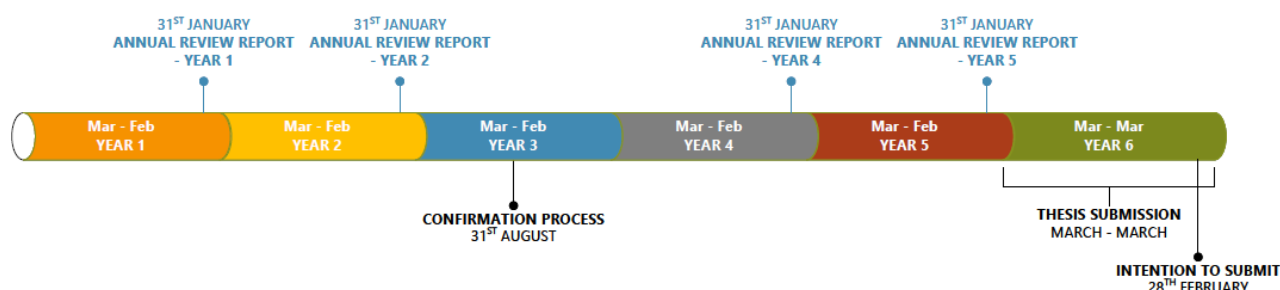 31ST JANUARY
ANNUAL REVIEW REPORT
- YEAR 1
31ST JANUARY
ANNUAL REVIEW REPORT
- YEAR 2
31ST JANUARY
ANNUAL REVIEW REPORT
- YEAR 4
31ST JANUARY
ANNUAL REVIEW REPORT
- YEAR 5
Mar - Feb
YEAR 1
Mar - Feb
YEAR 2
Mar - Feb
YEAR 3
Mar - Feb
YEAR 4
Mar - Feb
YEAR 5
Mar - Mar
YEAR 6
CONFIRMATION PROCESS
31ST AUGUST
THESIS SUBMISSION
MARCH - MARCH
INTENTION TO SUBMIT
28TH FEBRUARY